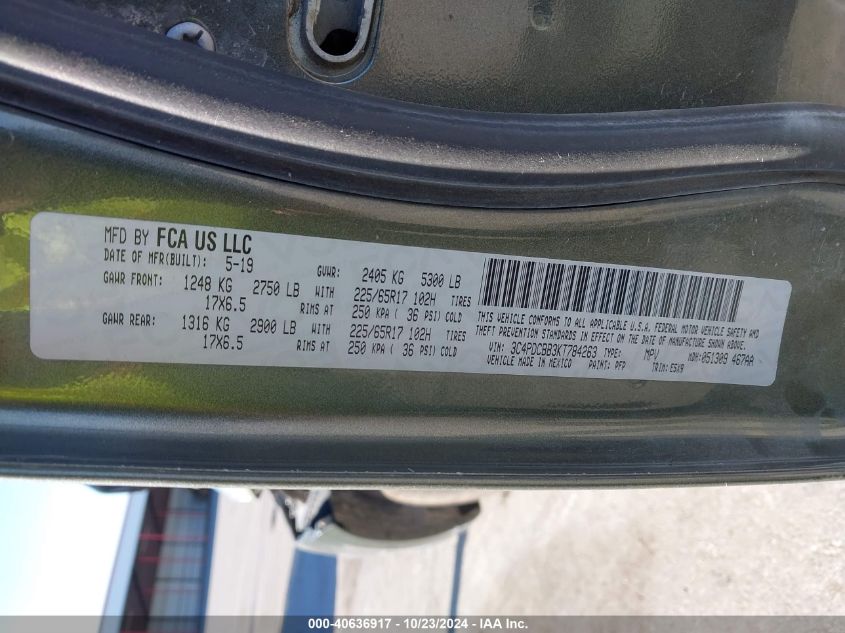 MFD BY FCA US LLC
DATE OF MFR(BUILT): 5-19 GVWR: 2405 KG 5300 LB
GAWR FRONT: 1248 KG 2750 LB WITH 225/65R17 102H TIRES
17X6.5 RIMS AT 250 KPA ( 36 PSI) COLD
GAWR REAR: 1316 KG 2900 LB WITH 225/65R17 102H TIRES
17X6.5 RIMS AT 250 KPA ( 36 PSI) COLD
THIS VEHICLE CONFORMS TO ALL APPLICABLE U.S.A. FEDERAL MOTOR VEHICLE SAFETY AND
THEFT PREVENTION STANDARDS IN EFFECT ON THE DATE OF MANUFACTURE SHOWN ABOVE.
VIN: 3C4PDCBB3KT784263 TYPE: MPV MDH: 051309 467AA
VEHICLE MADE IN MEXICO PAINT: PFP TRIM: E5X9
000-40636917 - 10/23/2024 - IAA, Inc.